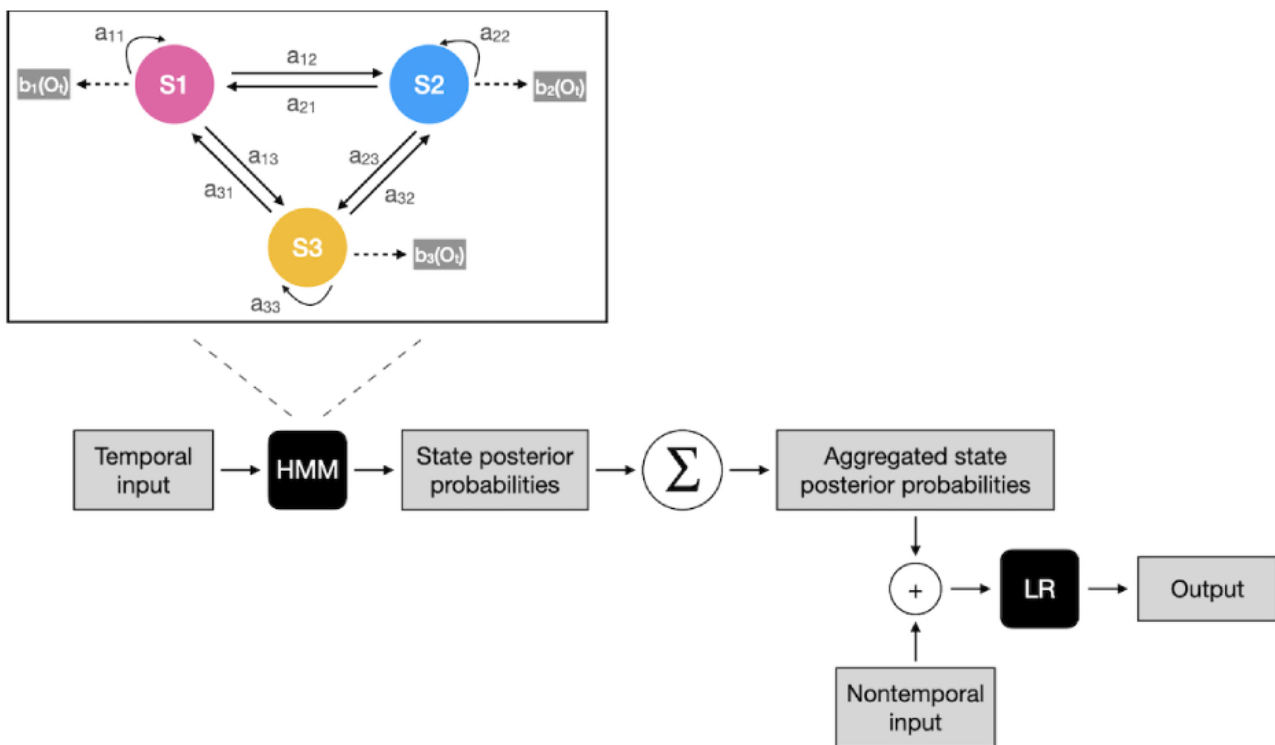 a₁₁
a₂₂
S1
a₁₂
S2
b₁(Oₜ)
b₂(Oₜ)
a₂₁
a₁₃
a₂₃
a₃₁
a₃₂
S3
b₃(Oₜ)
a₃₃
Temporal
input
HMM
State posterior
probabilities
Σ
Aggregated state
posterior probabilities
+
LR
Output
Nontemporal
input